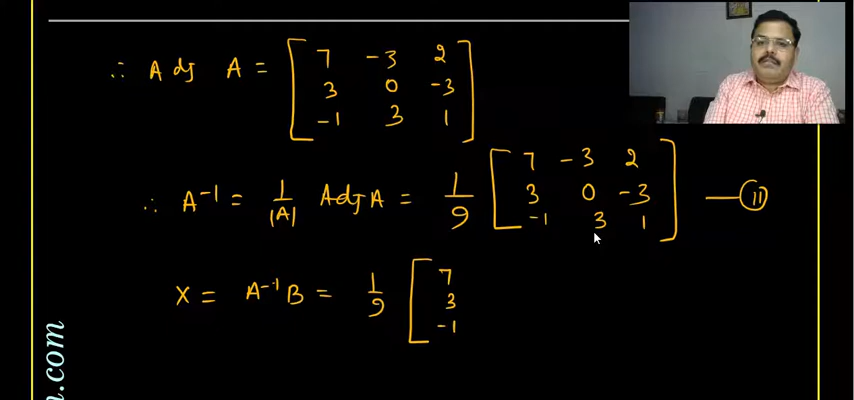 ∴ Adj A = [ 7 -3 2
3 0 -3
-1 3 1 ]
∴ A⁻¹ = 1/|A| Adj A = 1/9 [ 7 -3 2
3 0 -3
-1 3 1 ] — (11)
X = A⁻¹B = 1/9 [ 7
3
-1
m.com